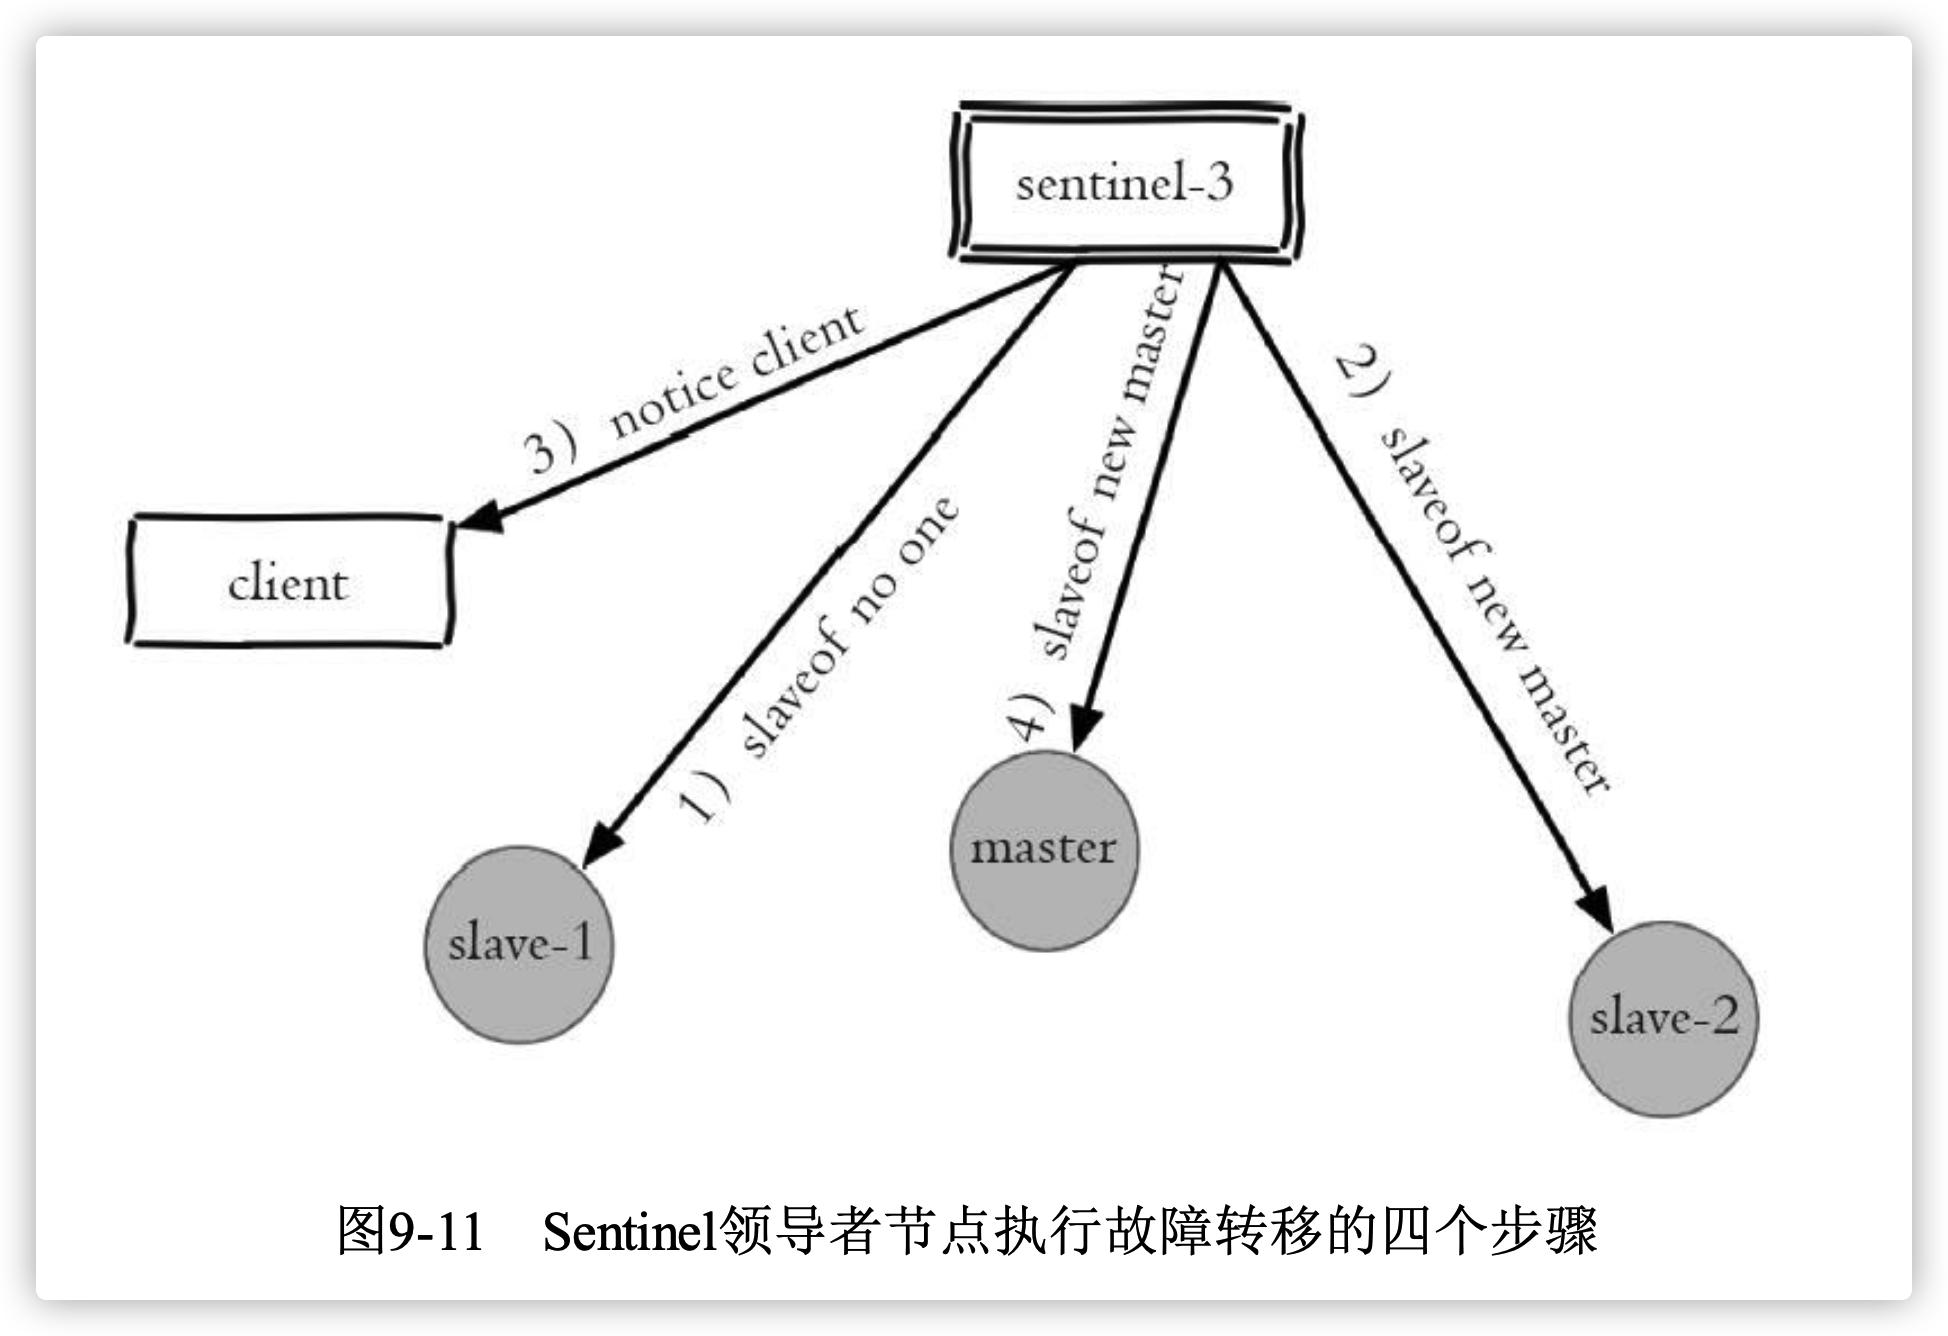 sentinel-3
3） notice client
client
1） slaveof no one
slave-1
4） slaveof new master
master
2） slaveof new master
slave-2
图9-11 Sentinel领导者节点执行故障转移的四个步骤